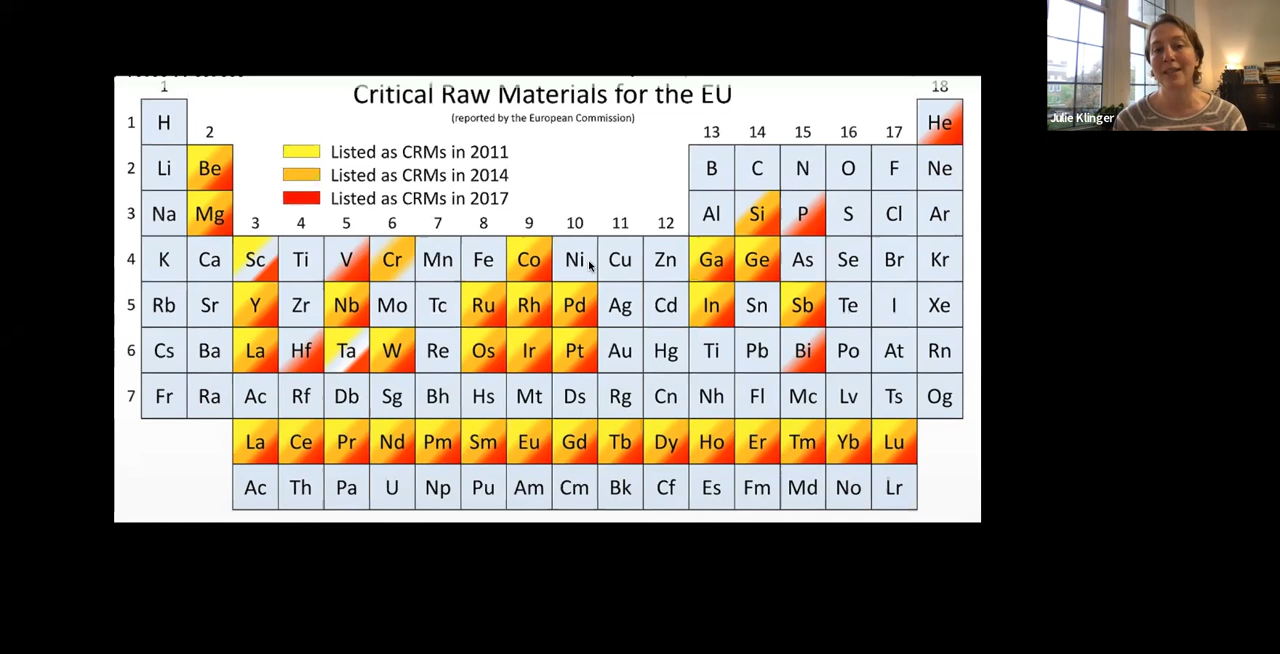 1
Critical Raw Materials for the EU
18
(reported by the European Commission)
1 H He
2 13 14 15 16 17
Listed as CRMs in 2011
2 Li Be B C N O F Ne
Listed as CRMs in 2014
Listed as CRMs in 2017
3 Na Mg Al Si P S Cl Ar
3 4 5 6 7 8 9 10 11 12
4 K Ca Sc Ti V Cr Mn Fe Co Ni Cu Zn Ga Ge As Se Br Kr
5 Rb Sr Y Zr Nb Mo Tc Ru Rh Pd Ag Cd In Sn Sb Te I Xe
6 Cs Ba La Hf Ta W Re Os Ir Pt Au Hg Ti Pb Bi Po At Rn
7 Fr Ra Ac Rf Db Sg Bh Hs Mt Ds Rg Cn Nh Fl Mc Lv Ts Og
La Ce Pr Nd Pm Sm Eu Gd Tb Dy Ho Er Tm Yb Lu
Ac Th Pa U Np Pu Am Cm Bk Cf Es Fm Md No Lr
Julie Klinger